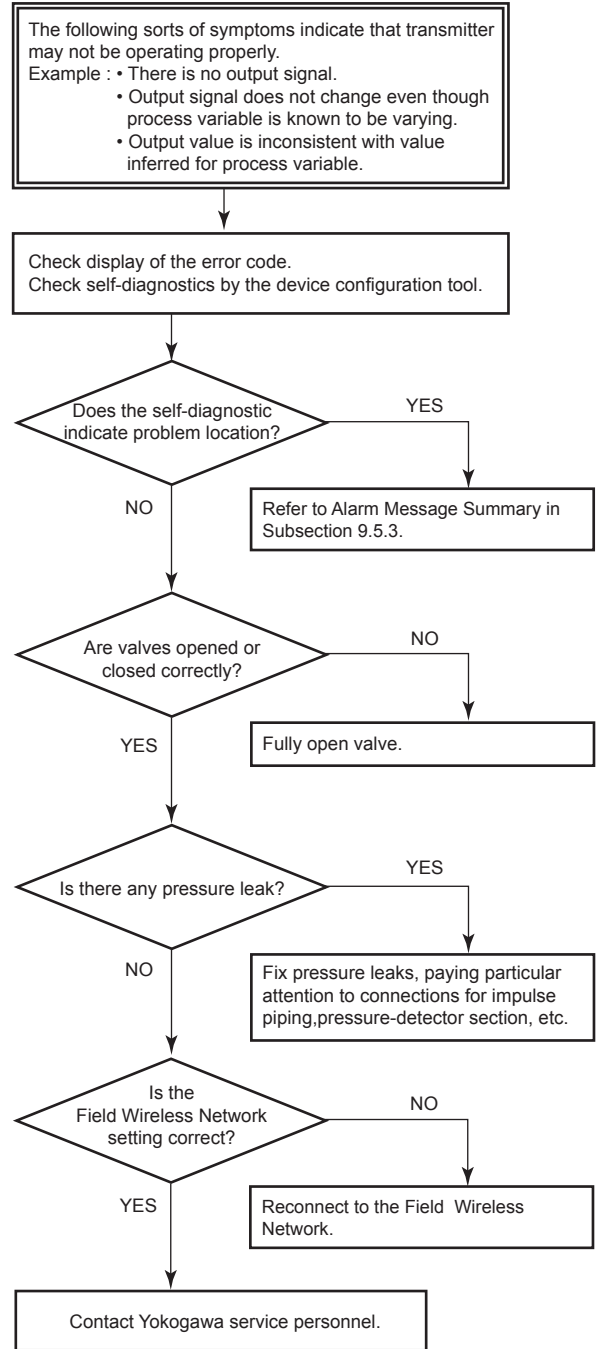 The following sorts of symptoms indicate that transmitter
may not be operating properly.
Example : • There is no output signal.
• Output signal does not change even though
process variable is known to be varying.
• Output value is inconsistent with value
inferred for process variable.
Check display of the error code.
Check self-diagnostics by the device configuration tool.
Does the self-diagnostic
indicate problem location?
YES
NO
Refer to Alarm Message Summary in
Subsection 9.5.3.
Are valves opened or
closed correctly?
NO
YES
Fully open valve.
Is there any pressure leak?
YES
NO
Fix pressure leaks, paying particular
attention to connections for impulse
piping,pressure-detector section, etc.
Is the
Field Wireless Network
setting correct?
NO
YES
Reconnect to the Field Wireless
Network.
Contact Yokogawa service personnel.